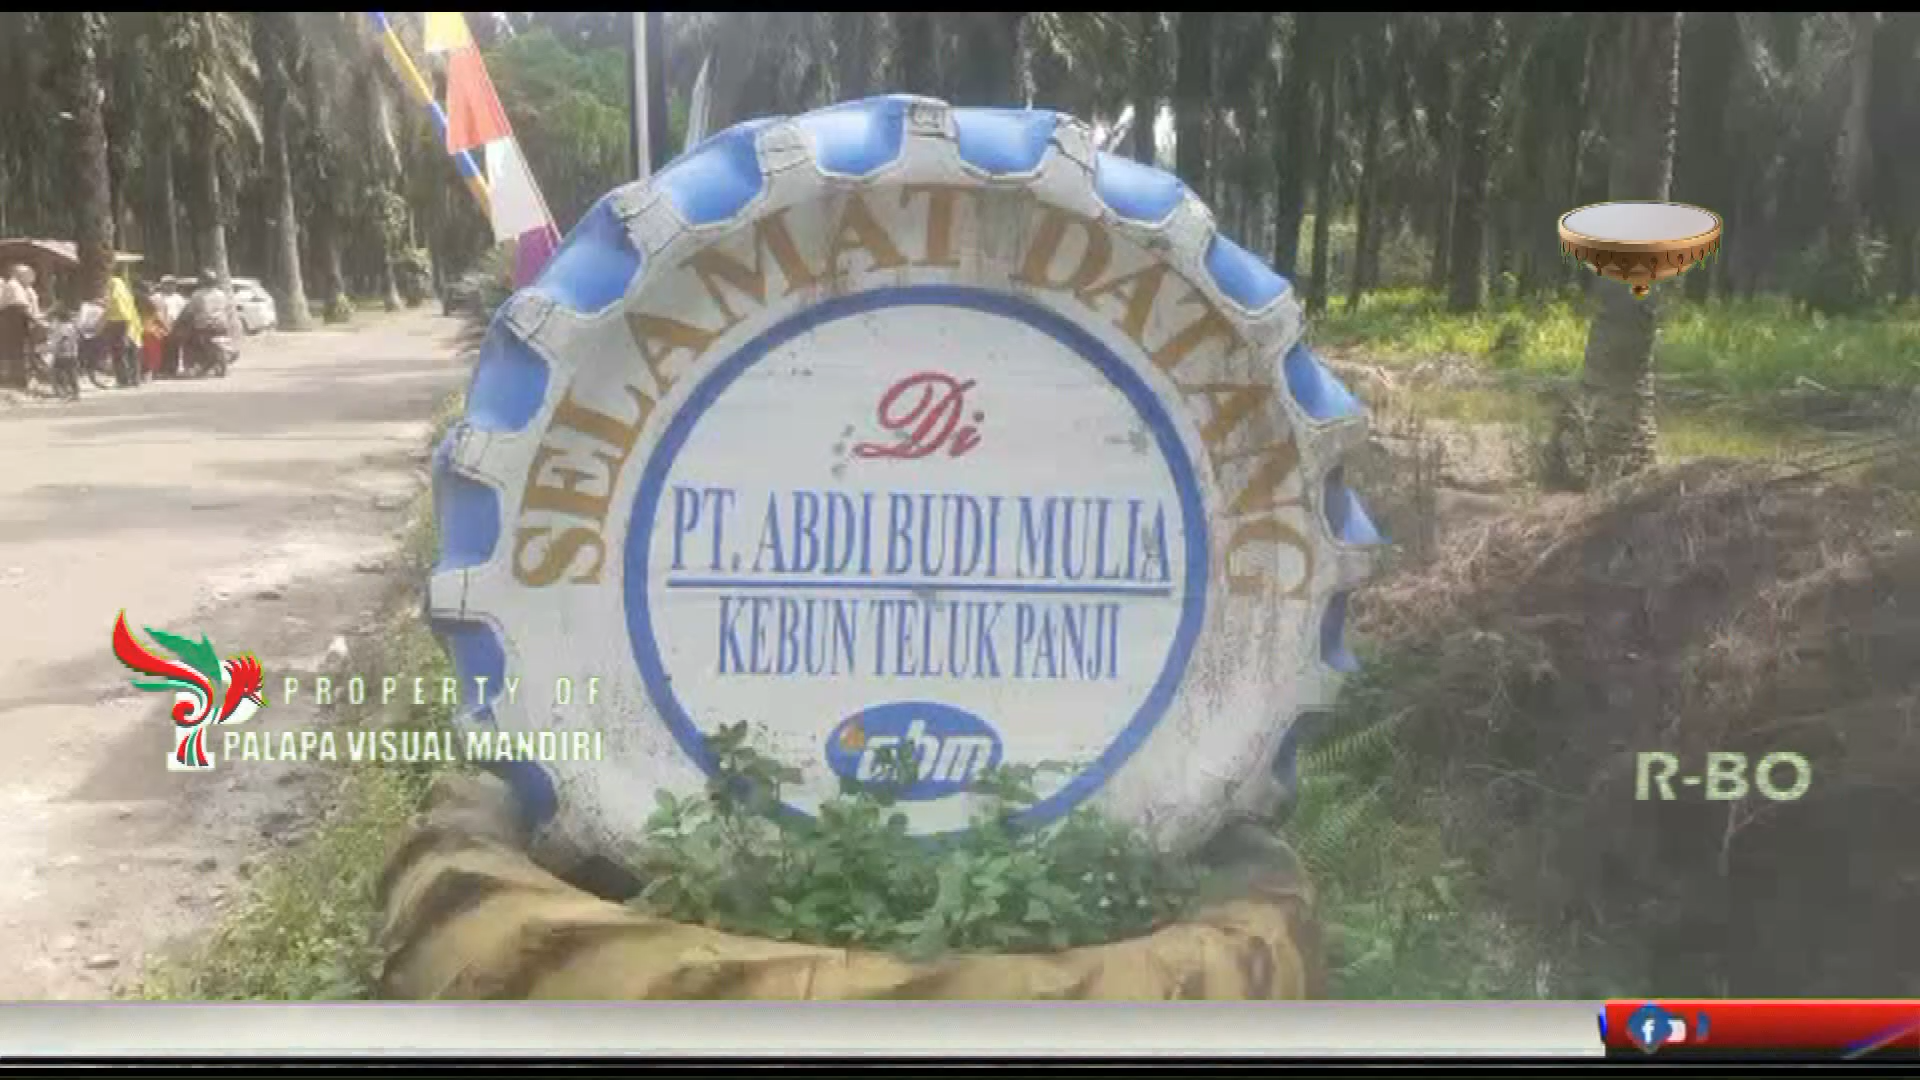 SELAMAT DATANG
Di
PT. ABDI BUDI MULIA
KEBUN TELUK PANJI
abm
PROPERTY OF
PALAPA VISUAL MANDIRI
R-BO